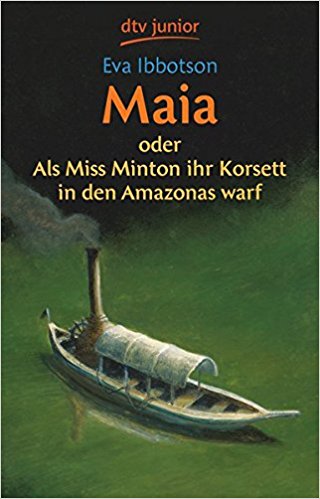 dtv junior
Eva Ibbotson
Maia
oder
Als Miss Minton ihr Korsett
in den Amazonas warf